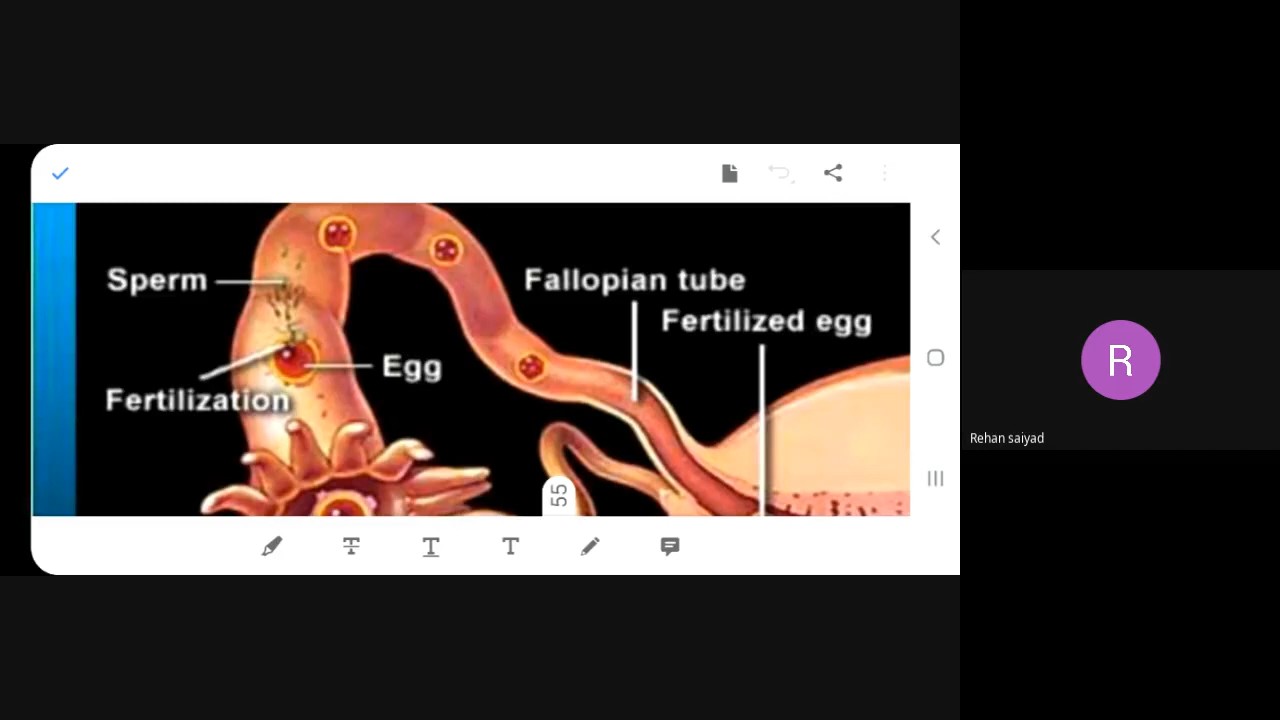 Sperm
Fallopian tube
Fertilized egg
Egg
Fertilization
55
R
Rehan saiyad